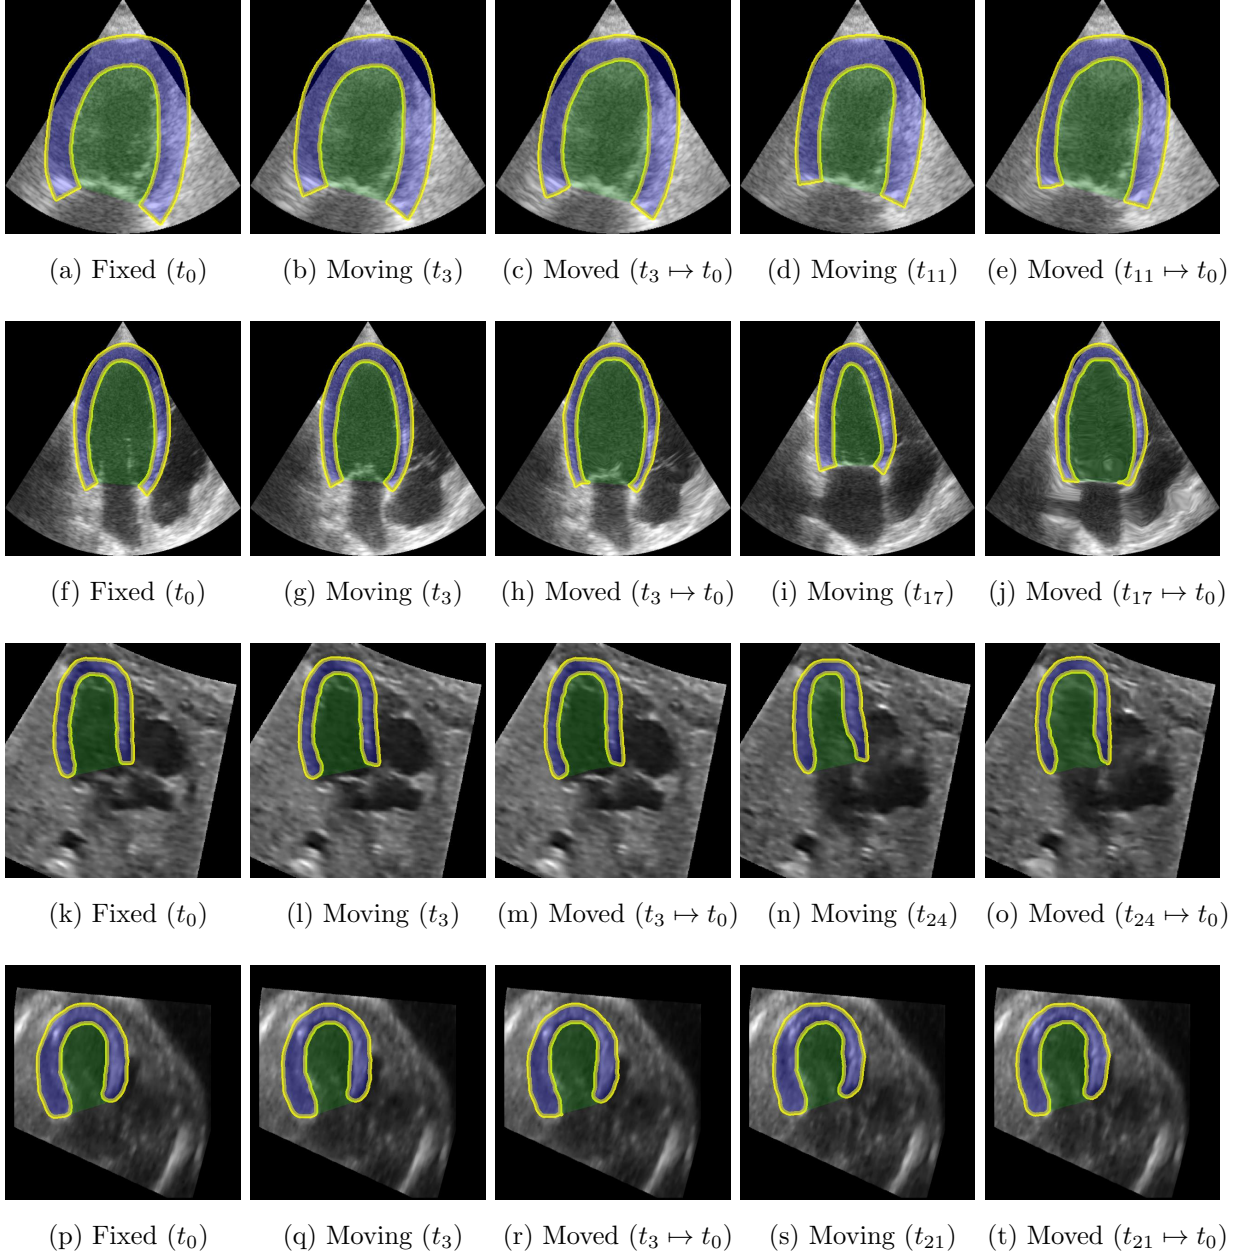 (a) Fixed (t₀) (b) Moving (t₃) (c) Moved (t₃ ↦ t₀) (d) Moving (t₁₁) (e) Moved (t₁₁ ↦ t₀)
(f) Fixed (t₀) (g) Moving (t₃) (h) Moved (t₃ ↦ t₀) (i) Moving (t₁₇) (j) Moved (t₁₇ ↦ t₀)
(k) Fixed (t₀) (l) Moving (t₃) (m) Moved (t₃ ↦ t₀) (n) Moving (t₂₄) (o) Moved (t₂₄ ↦ t₀)
(p) Fixed (t₀) (q) Moving (t₃) (r) Moved (t₃ ↦ t₀) (s) Moving (t₂₁) (t) Moved (t₂₁ ↦ t₀)